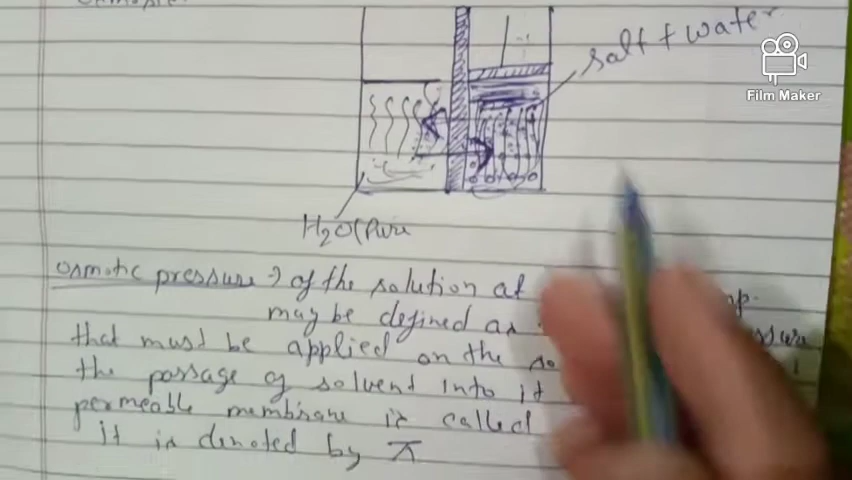 salt + water
Film Maker
H2O(Pure
Osmotic pressure → of the solution at
may be defined as
that must be applied on the so
the passage of solvent into it
permeable membrane is called
it is denoted by π